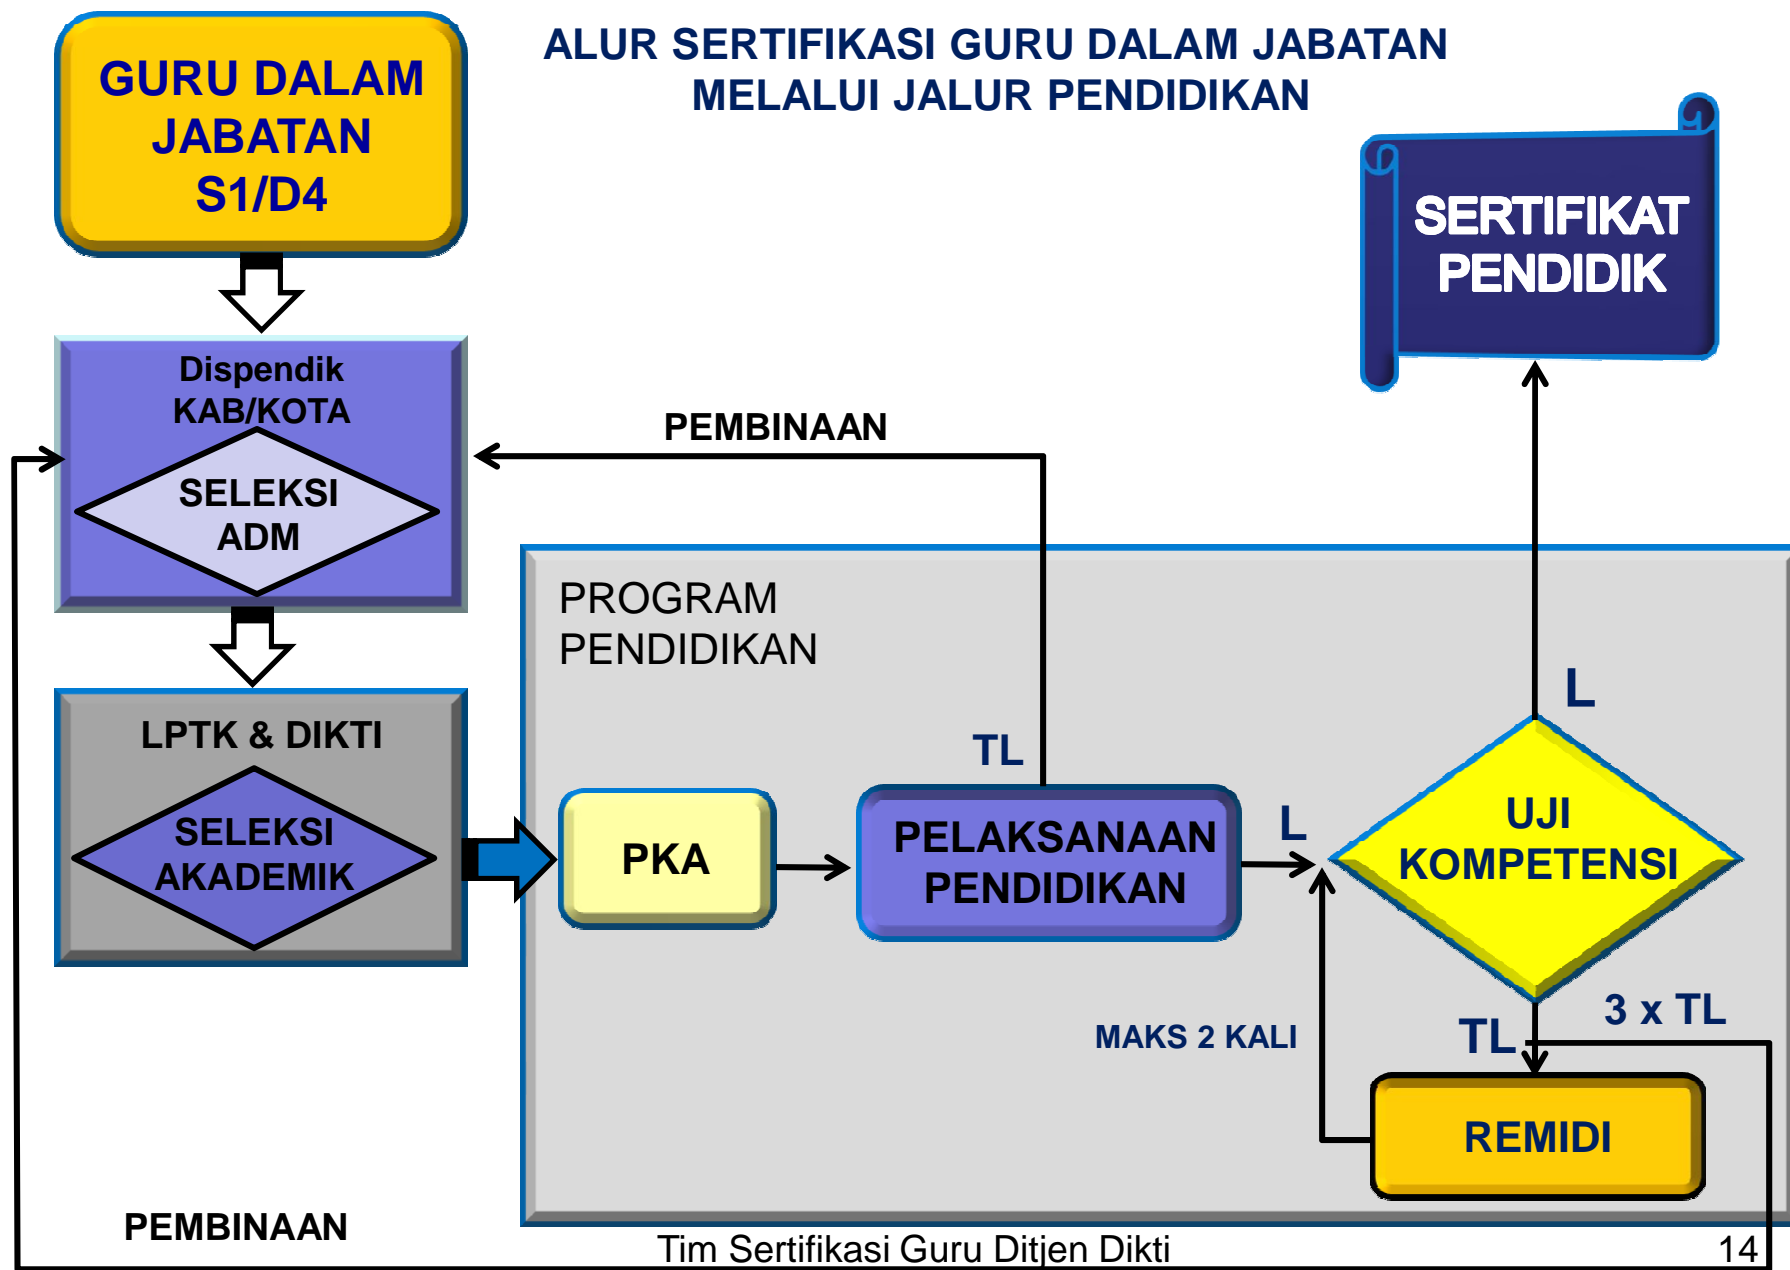 ALUR SERTIFIKASI GURU DALAM JABATAN
MELALUI JALUR PENDIDIKAN
GURU DALAM
JABATAN
S1/D4
SERTIFIKAT
PENDIDIK
Dispendik
KAB/KOTA
SELEKSI
ADM
PEMBINAAN
PROGRAM
PENDIDIKAN
LPTK & DIKTI
SELEKSI
AKADEMIK
PKA
TL
PELAKSANAAN
PENDIDIKAN
L
L
UJI
KOMPETENSI
MAKS 2 KALI
TL
3 x TL
REMIDI
PEMBINAAN
Tim Sertifikasi Guru Ditjen Dikti
14